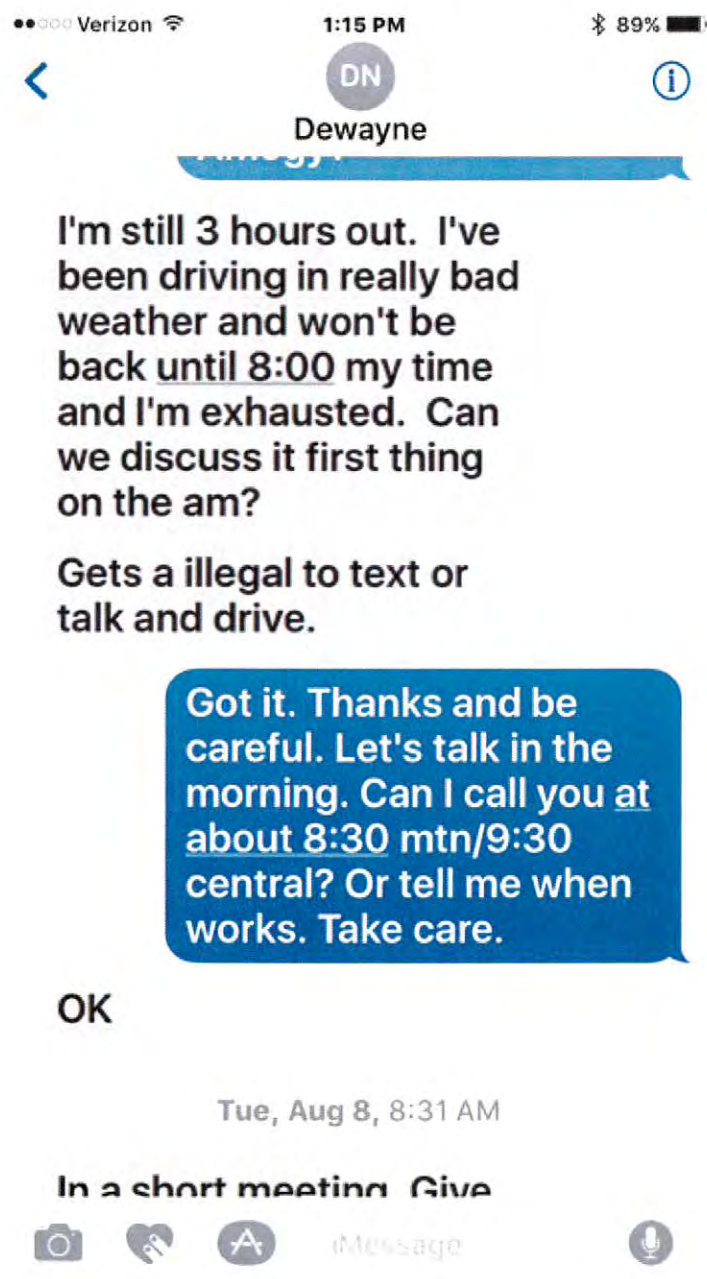 Verizon 1:15 PM 89%
DN
Dewayne
I'm still 3 hours out.  I've
been driving in really bad
weather and won't be
back until 8:00 my time
and I'm exhausted.  Can
we discuss it first thing
on the am?
Gets a illegal to text or
talk and drive.
Got it. Thanks and be
careful. Let's talk in the
morning. Can I call you at
about 8:30 mtn/9:30
central? Or tell me when
works. Take care.
OK
Tue, Aug 8, 8:31 AM
In a short meeting  Give
iMessage